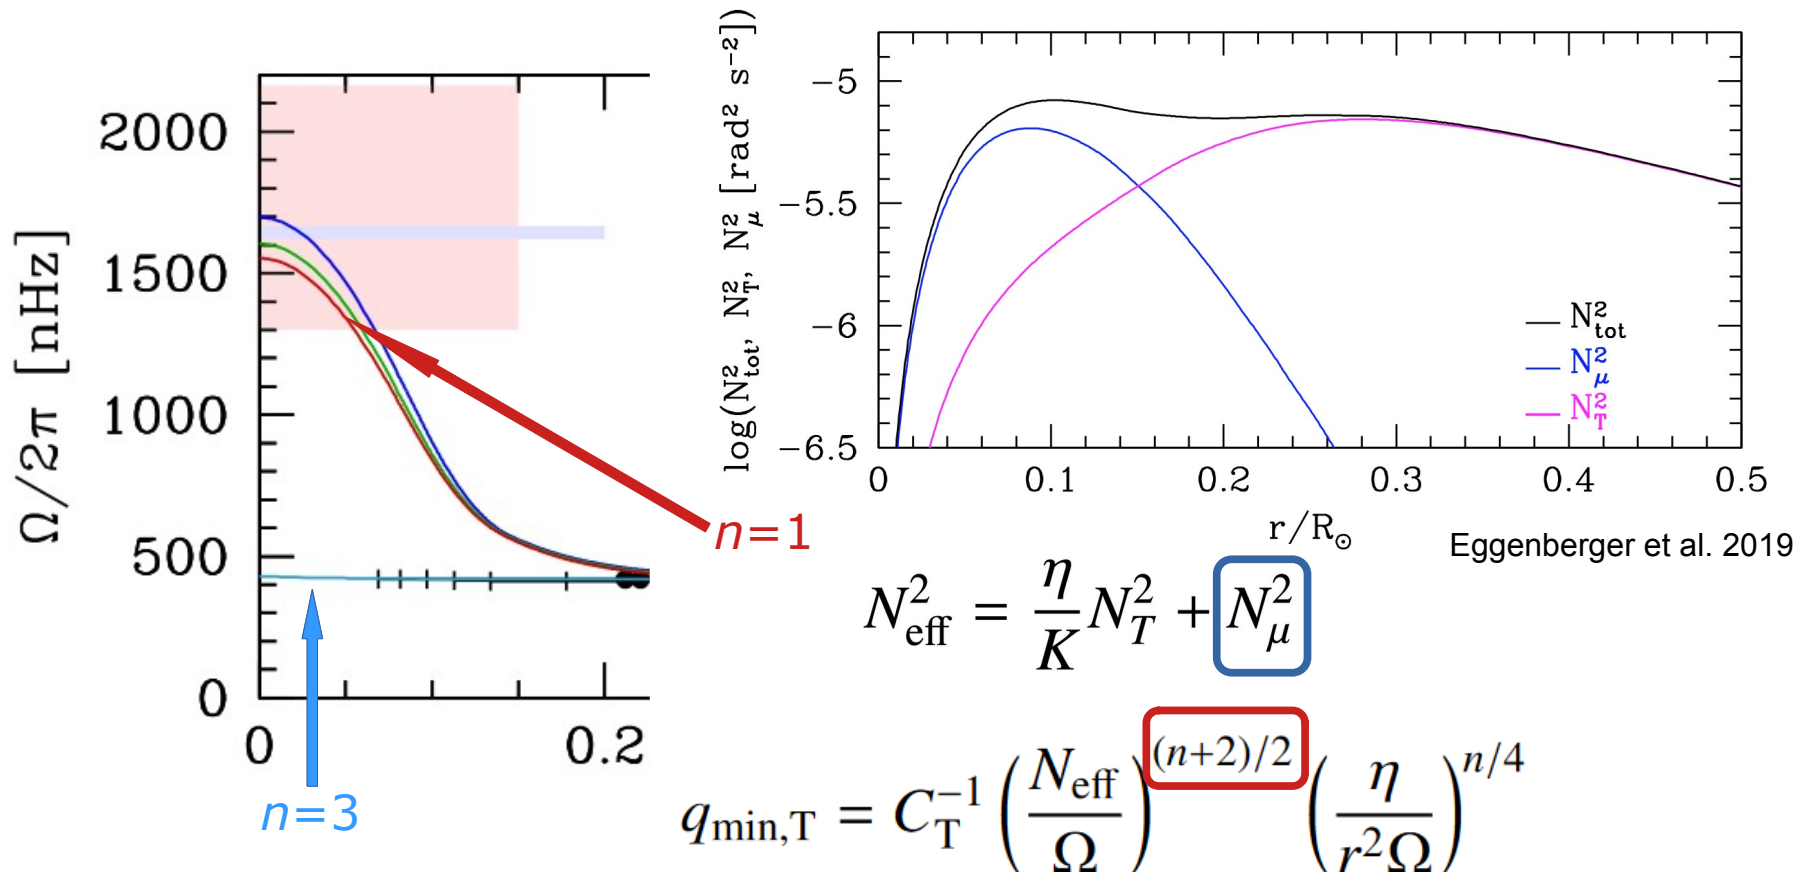 Ω/2π [nHz]
2000
1500
1000
500
0
0 0.2
n=3
n=1
log(N²tot, N²T, N²μ [rad² s⁻²])
−5
−5.5
−6
−6.5
0 0.1 0.2 0.3 0.4 0.5
r/R⊙
N²tot
N²μ
N²T
Eggenberger et al. 2019
N²eff = η/K N²T + N²μ
qmin,T = CT⁻¹ (Neff/Ω)^(n+2)/2 (η/r²Ω)^n/4